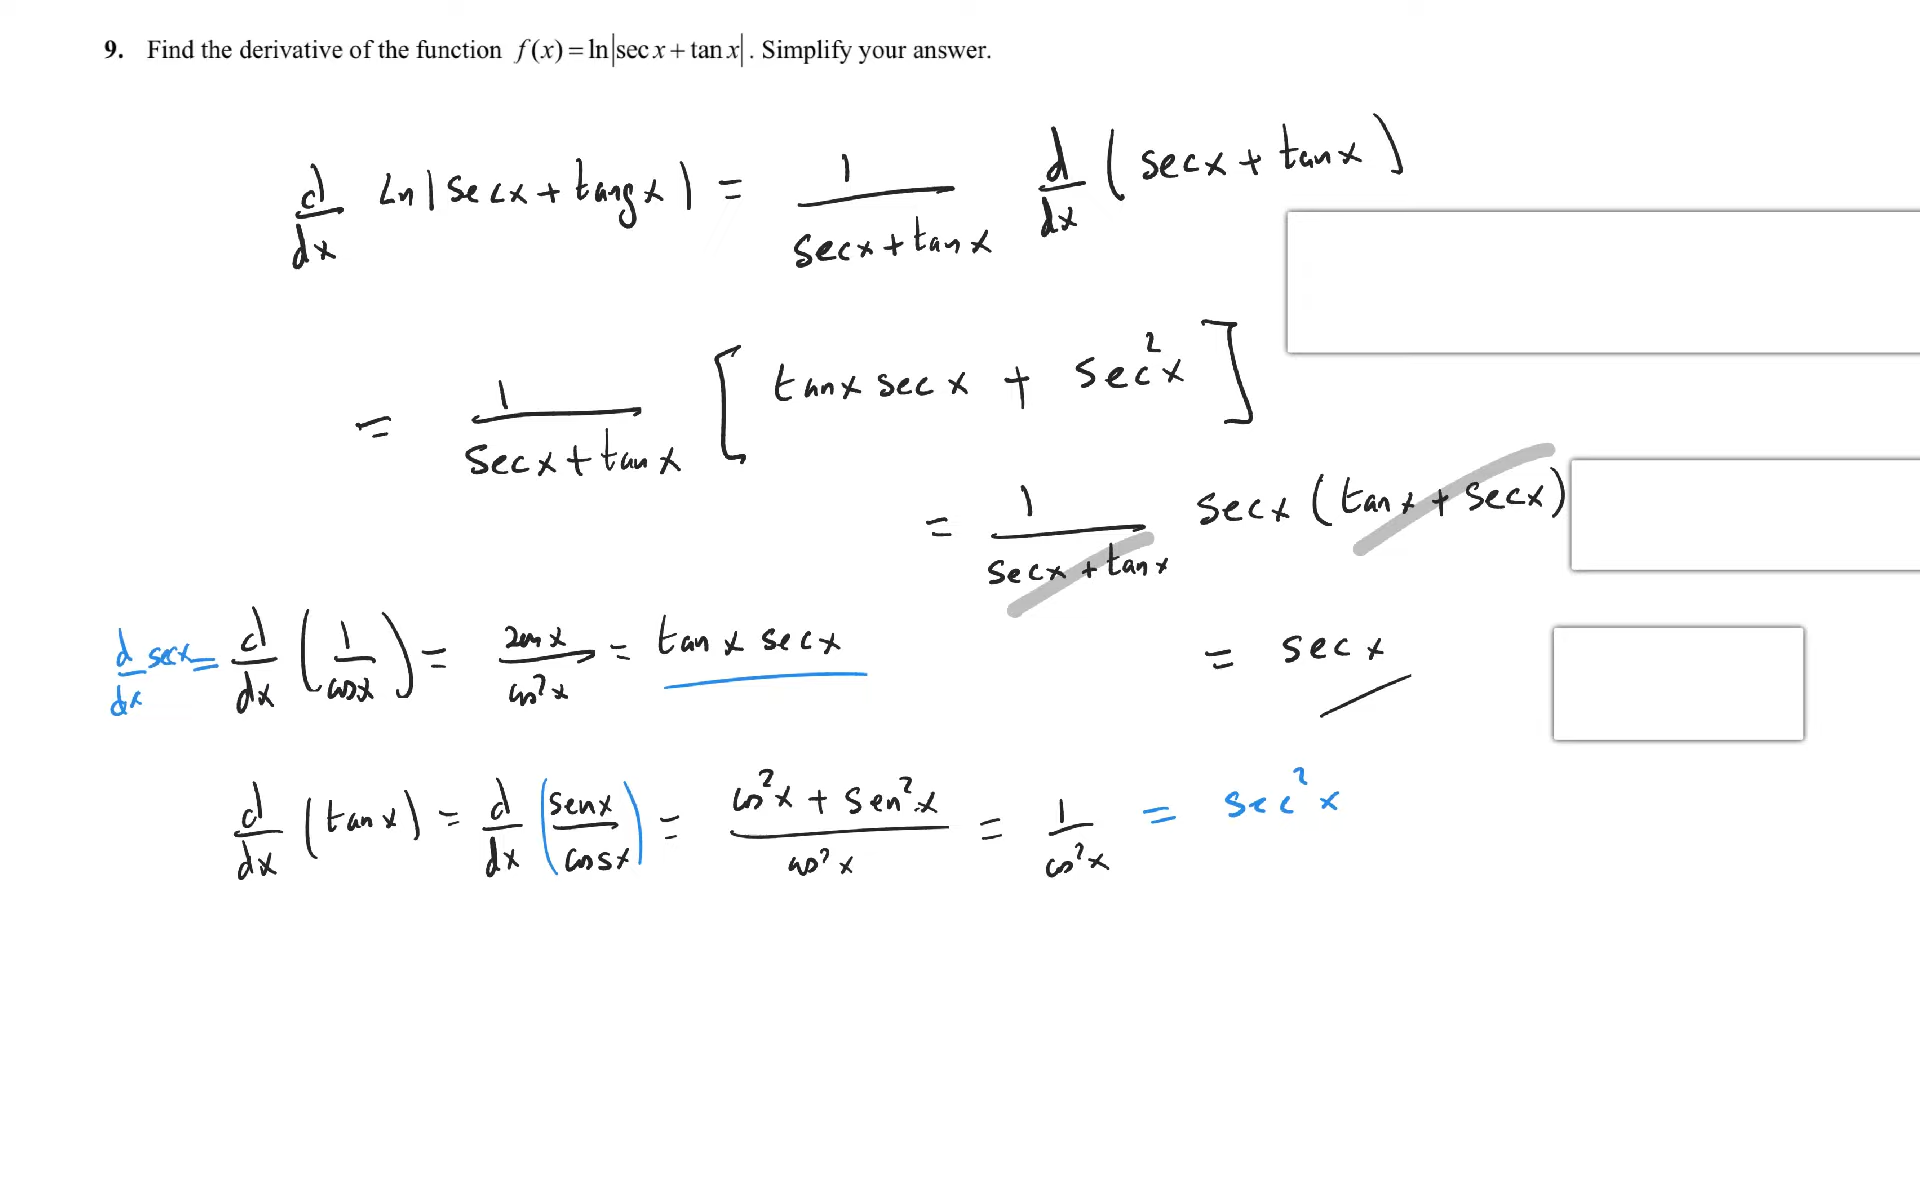 9. Find the derivative of the function f(x)=ln|sec x+tan x|. Simplify your answer.
d/dx Ln|secx+tangx| = 1/(secx+tanx) d/dx (secx+tanx)
= 1/(secx+tanx) [tanx secx + sec²x]
= 1/(secx+tanx) secx(tanx+secx)
d/dx secx = d/dx (1/cosx) = senx/cos²x = tanx secx
= secx
d/dx (tanx) = d/dx (senx/cosx) = (cos²x + sen²x)/cos²x = 1/cos²x = sec²x